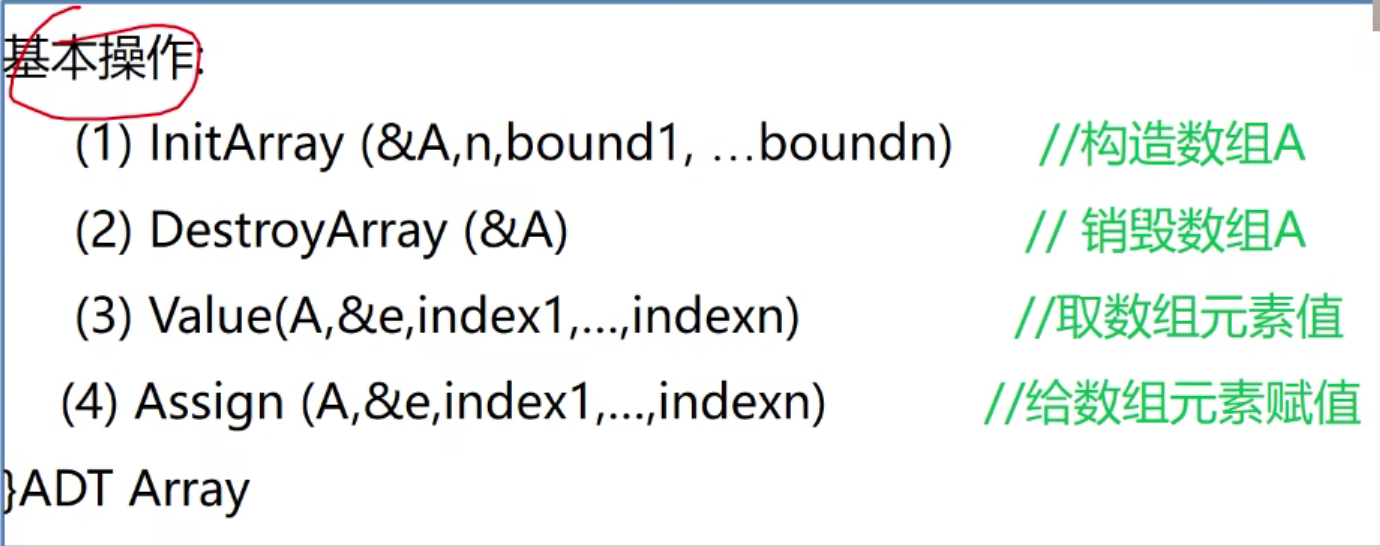 基本操作:
(1) InitArray (&A,n,bound1, …boundn) //构造数组A
(2) DestroyArray (&A) // 销毁数组A
(3) Value(A,&e,index1,…,indexn) //取数组元素值
(4) Assign (A,&e,index1,…,indexn) //给数组元素赋值
}ADT Array